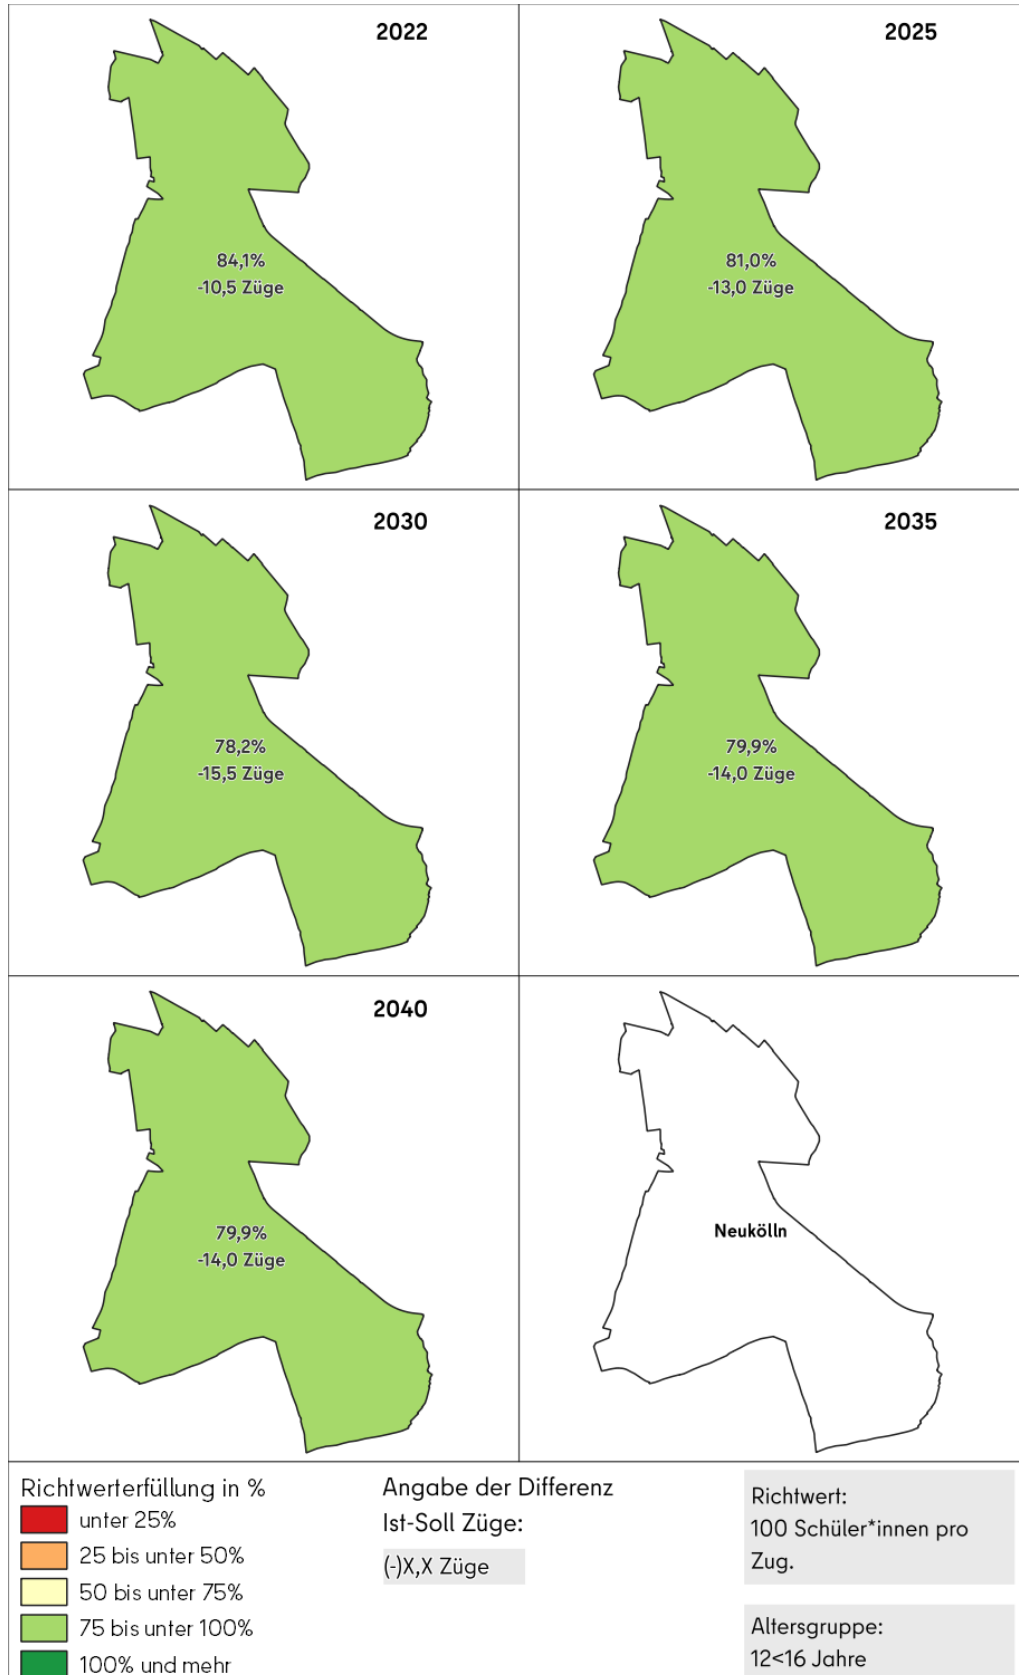 2022
84,1%
-10,5 Züge
2025
81,0%
-13,0 Züge
2030
78,2%
-15,5 Züge
2035
79,9%
-14,0 Züge
2040
79,9%
-14,0 Züge
Neukölln
Richtwerterfüllung in %
unter 25%
25 bis unter 50%
50 bis unter 75%
75 bis unter 100%
100% und mehr
Angabe der Differenz
Ist-Soll Züge:
(-)X,X Züge
Richtwert:
100 Schüler*innen pro
Zug.
Altersgruppe:
12<16 Jahre